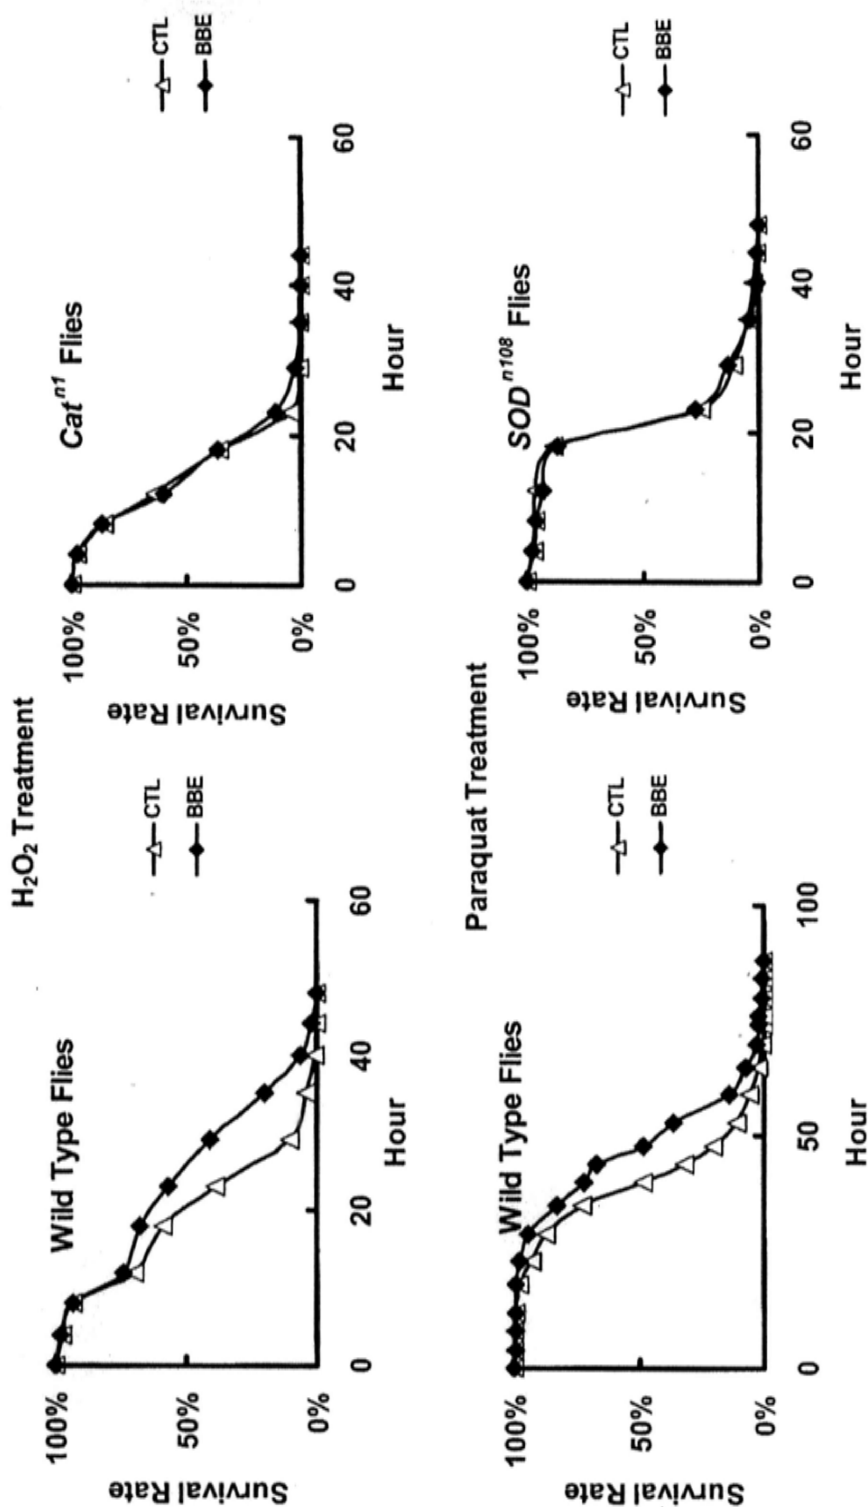 H₂O₂ Treatment
Wild Type Flies
Survival Rate
100%
50%
0%
0
20
40
60
Hour
CTL
BBE
Catⁿ¹ Flies
Survival Rate
100%
50%
0%
0
20
40
60
Hour
CTL
BBE
Paraquat Treatment
Wild Type Flies
Survival Rate
100%
50%
0%
0
50
100
Hour
CTL
BBE
SODⁿ¹⁰⁸ Flies
Survival Rate
100%
50%
0%
0
20
40
60
Hour
CTL
BBE